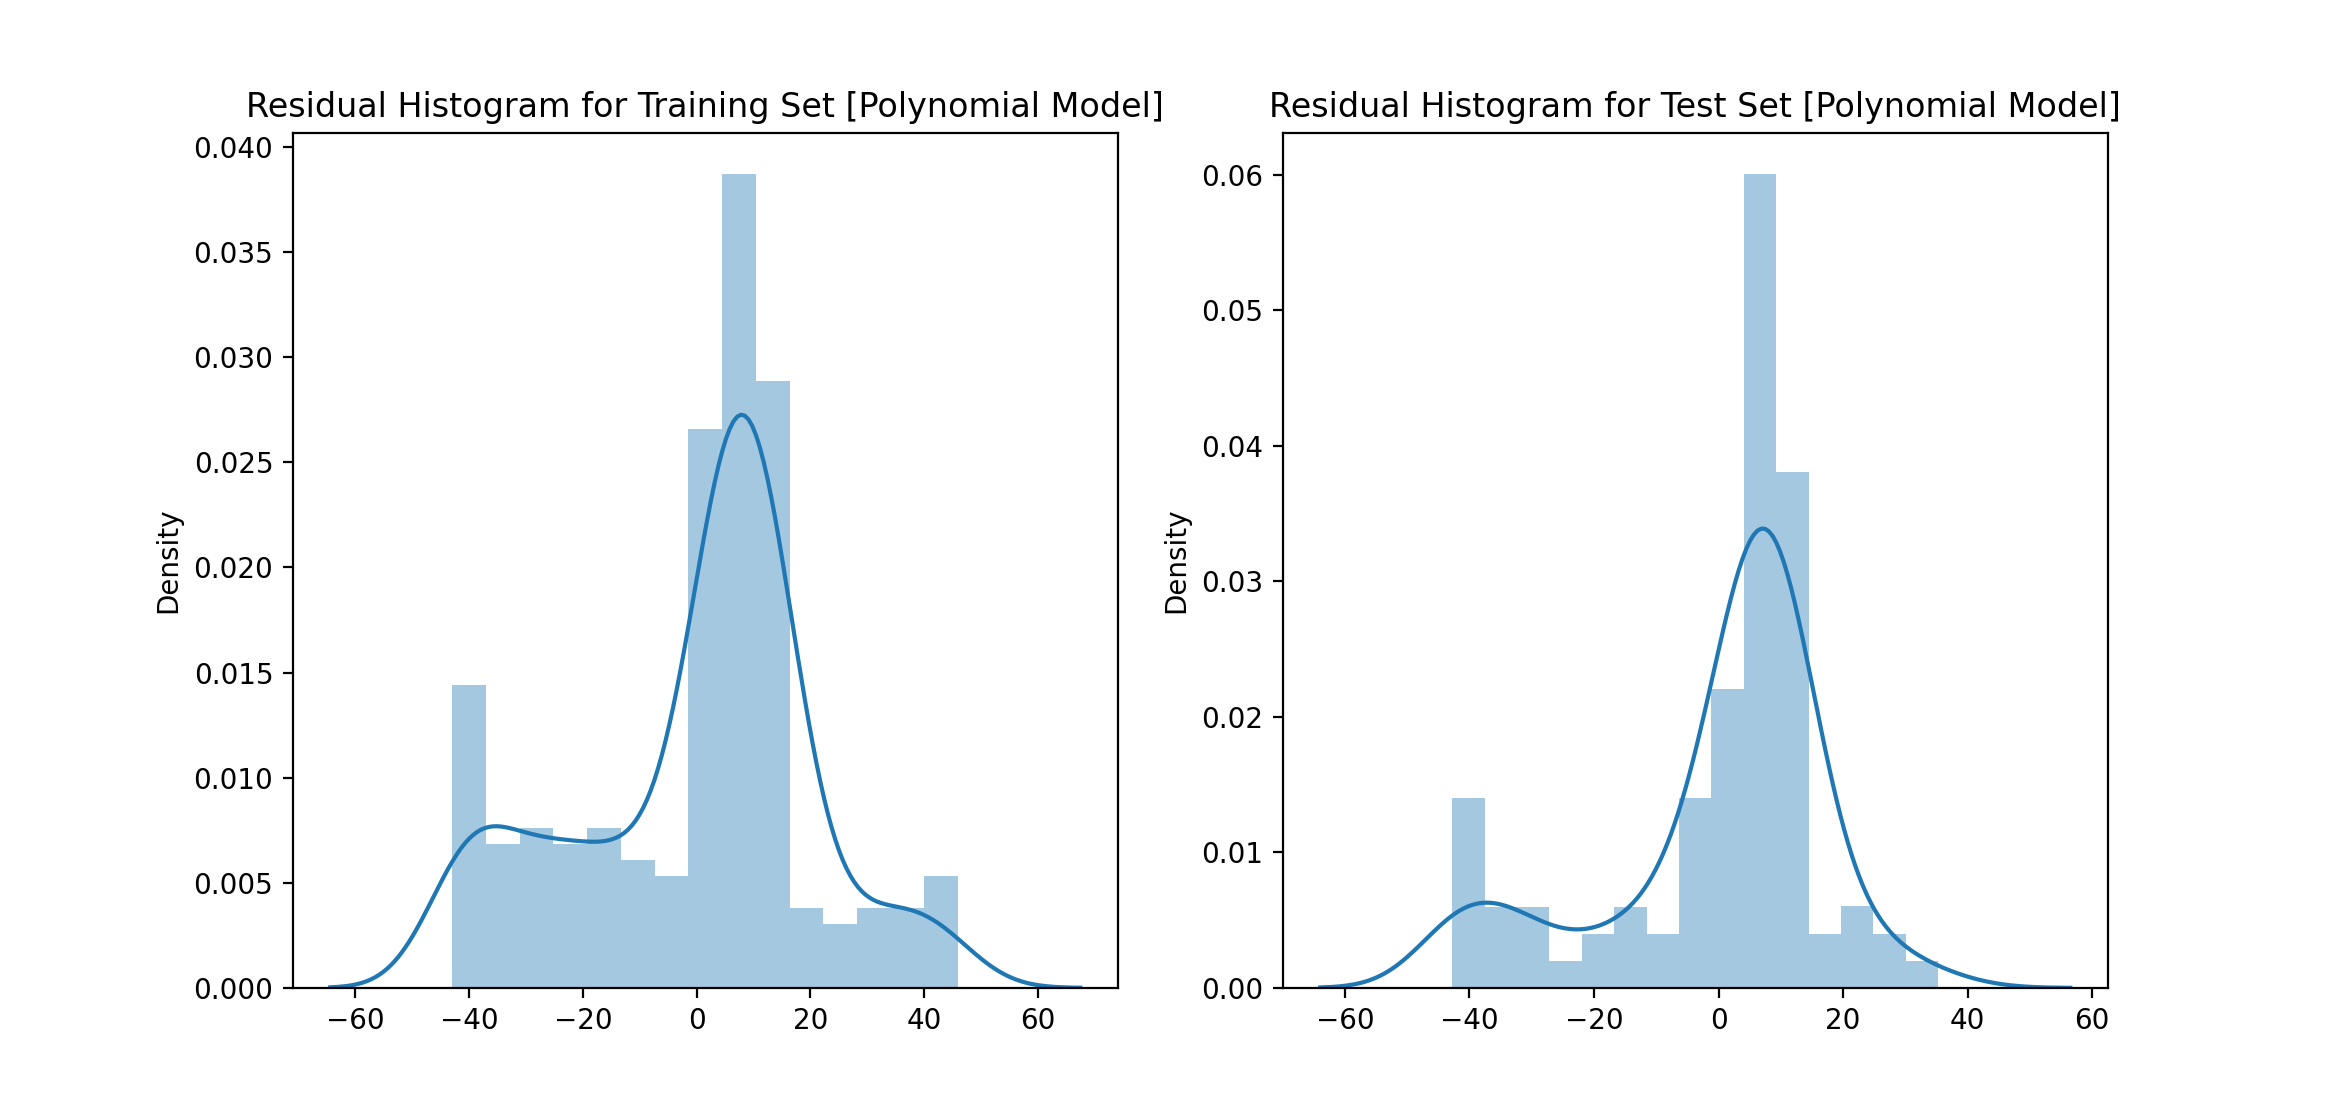 Residual Histogram for Training Set [Polynomial Model]
0.040
0.035
0.030
0.025
0.020
0.015
0.010
0.005
0.000
Density
−60 −40 −20 0 20 40 60
Residual Histogram for Test Set [Polynomial Model]
0.06
0.05
0.04
0.03
0.02
0.01
0.00
Density
−60 −40 −20 0 20 40 60